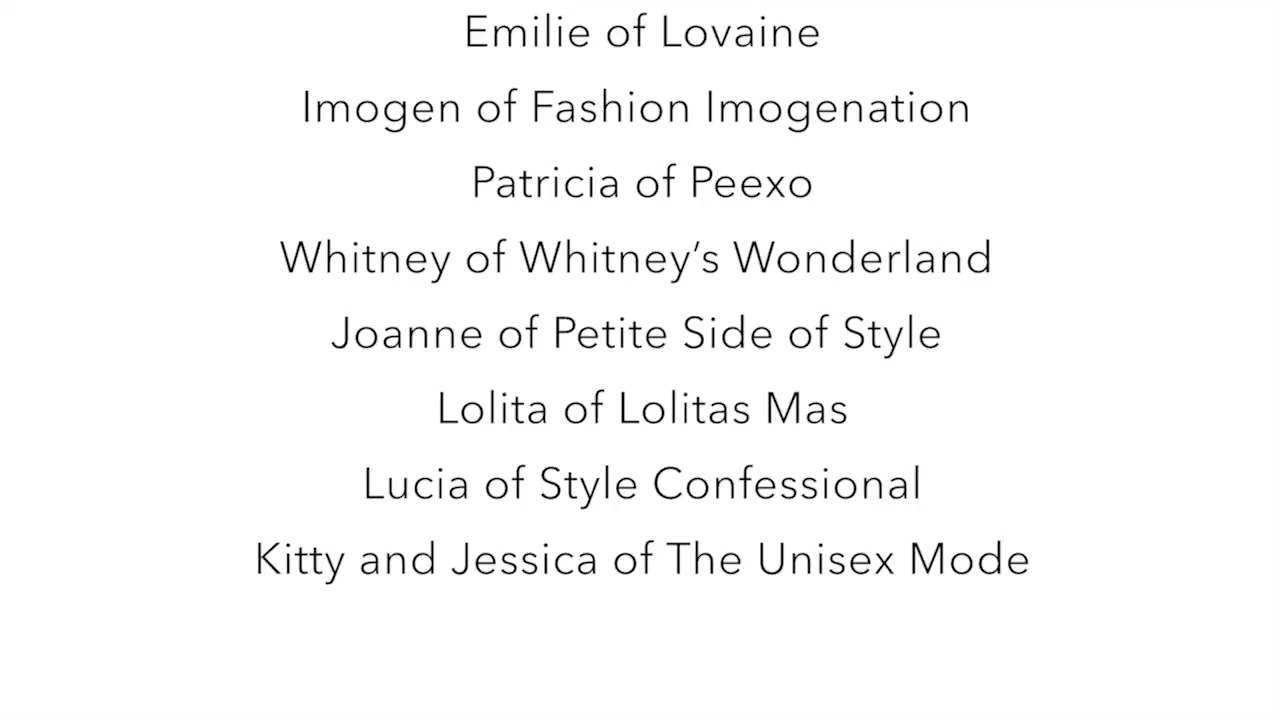 Emilie of Lovaine
Imogen of Fashion Imogenation
Patricia of Peexo
Whitney of Whitney’s Wonderland
Joanne of Petite Side of Style
Lolita of Lolitas Mas
Lucia of Style Confessional
Kitty and Jessica of The Unisex Mode